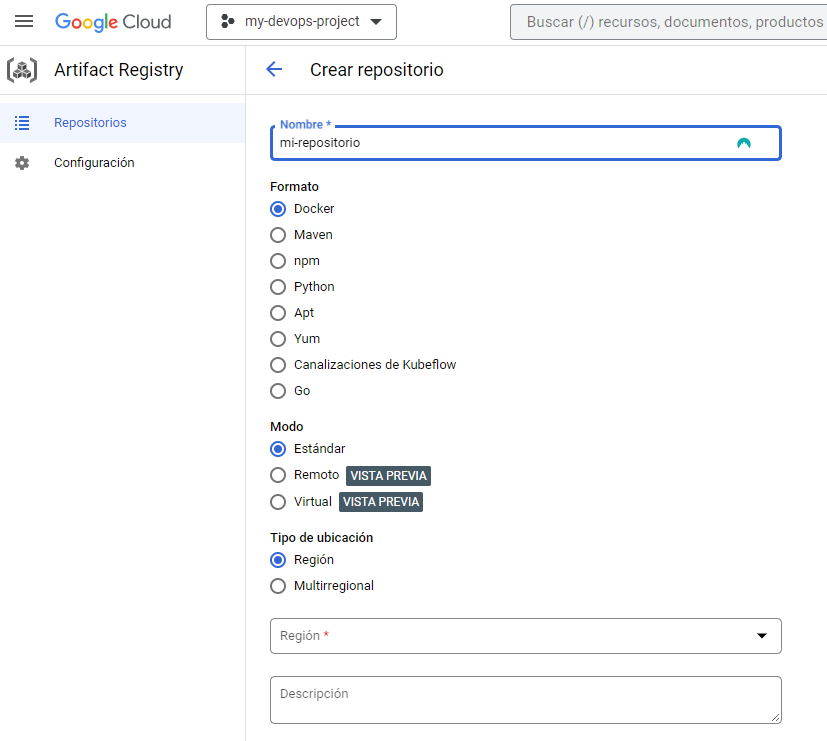 Google Cloud
my-devops-project
Buscar (/) recursos, documentos, productos
Artifact Registry
Crear repositorio
Repositorios
Configuración
Nombre *
mi-repositorio
Formato
Docker
Maven
npm
Python
Apt
Yum
Canalizaciones de Kubeflow
Go
Modo
Estándar
Remoto VISTA PREVIA
Virtual VISTA PREVIA
Tipo de ubicación
Región
Multirregional
Región *
Descripción